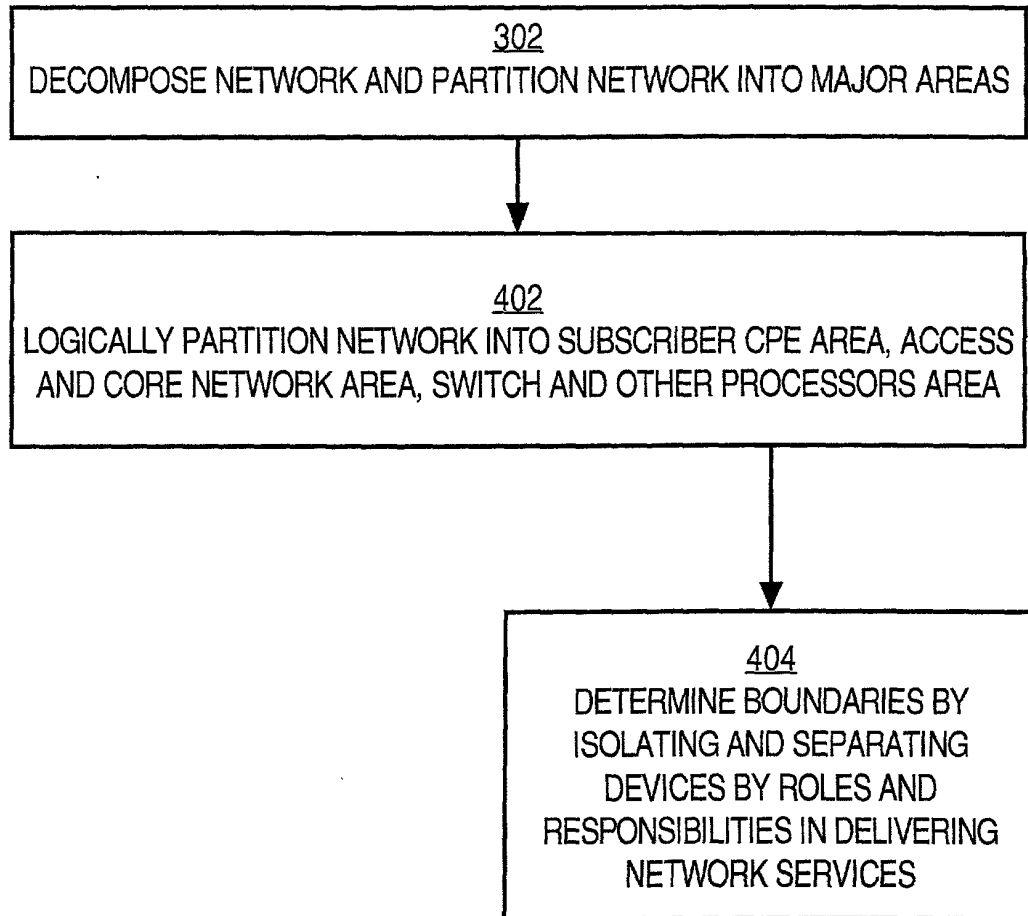 302
DECOMPOSE NETWORK AND PARTITION NETWORK INTO MAJOR AREAS
402
LOGICALLY PARTITION NETWORK INTO SUBSCRIBER CPE AREA, ACCESS
AND CORE NETWORK AREA, SWITCH AND OTHER PROCESSORS AREA
404
DETERMINE BOUNDARIES BY
ISOLATING AND SEPARATING
DEVICES BY ROLES AND
RESPONSIBILITIES IN DELIVERING
NETWORK SERVICES